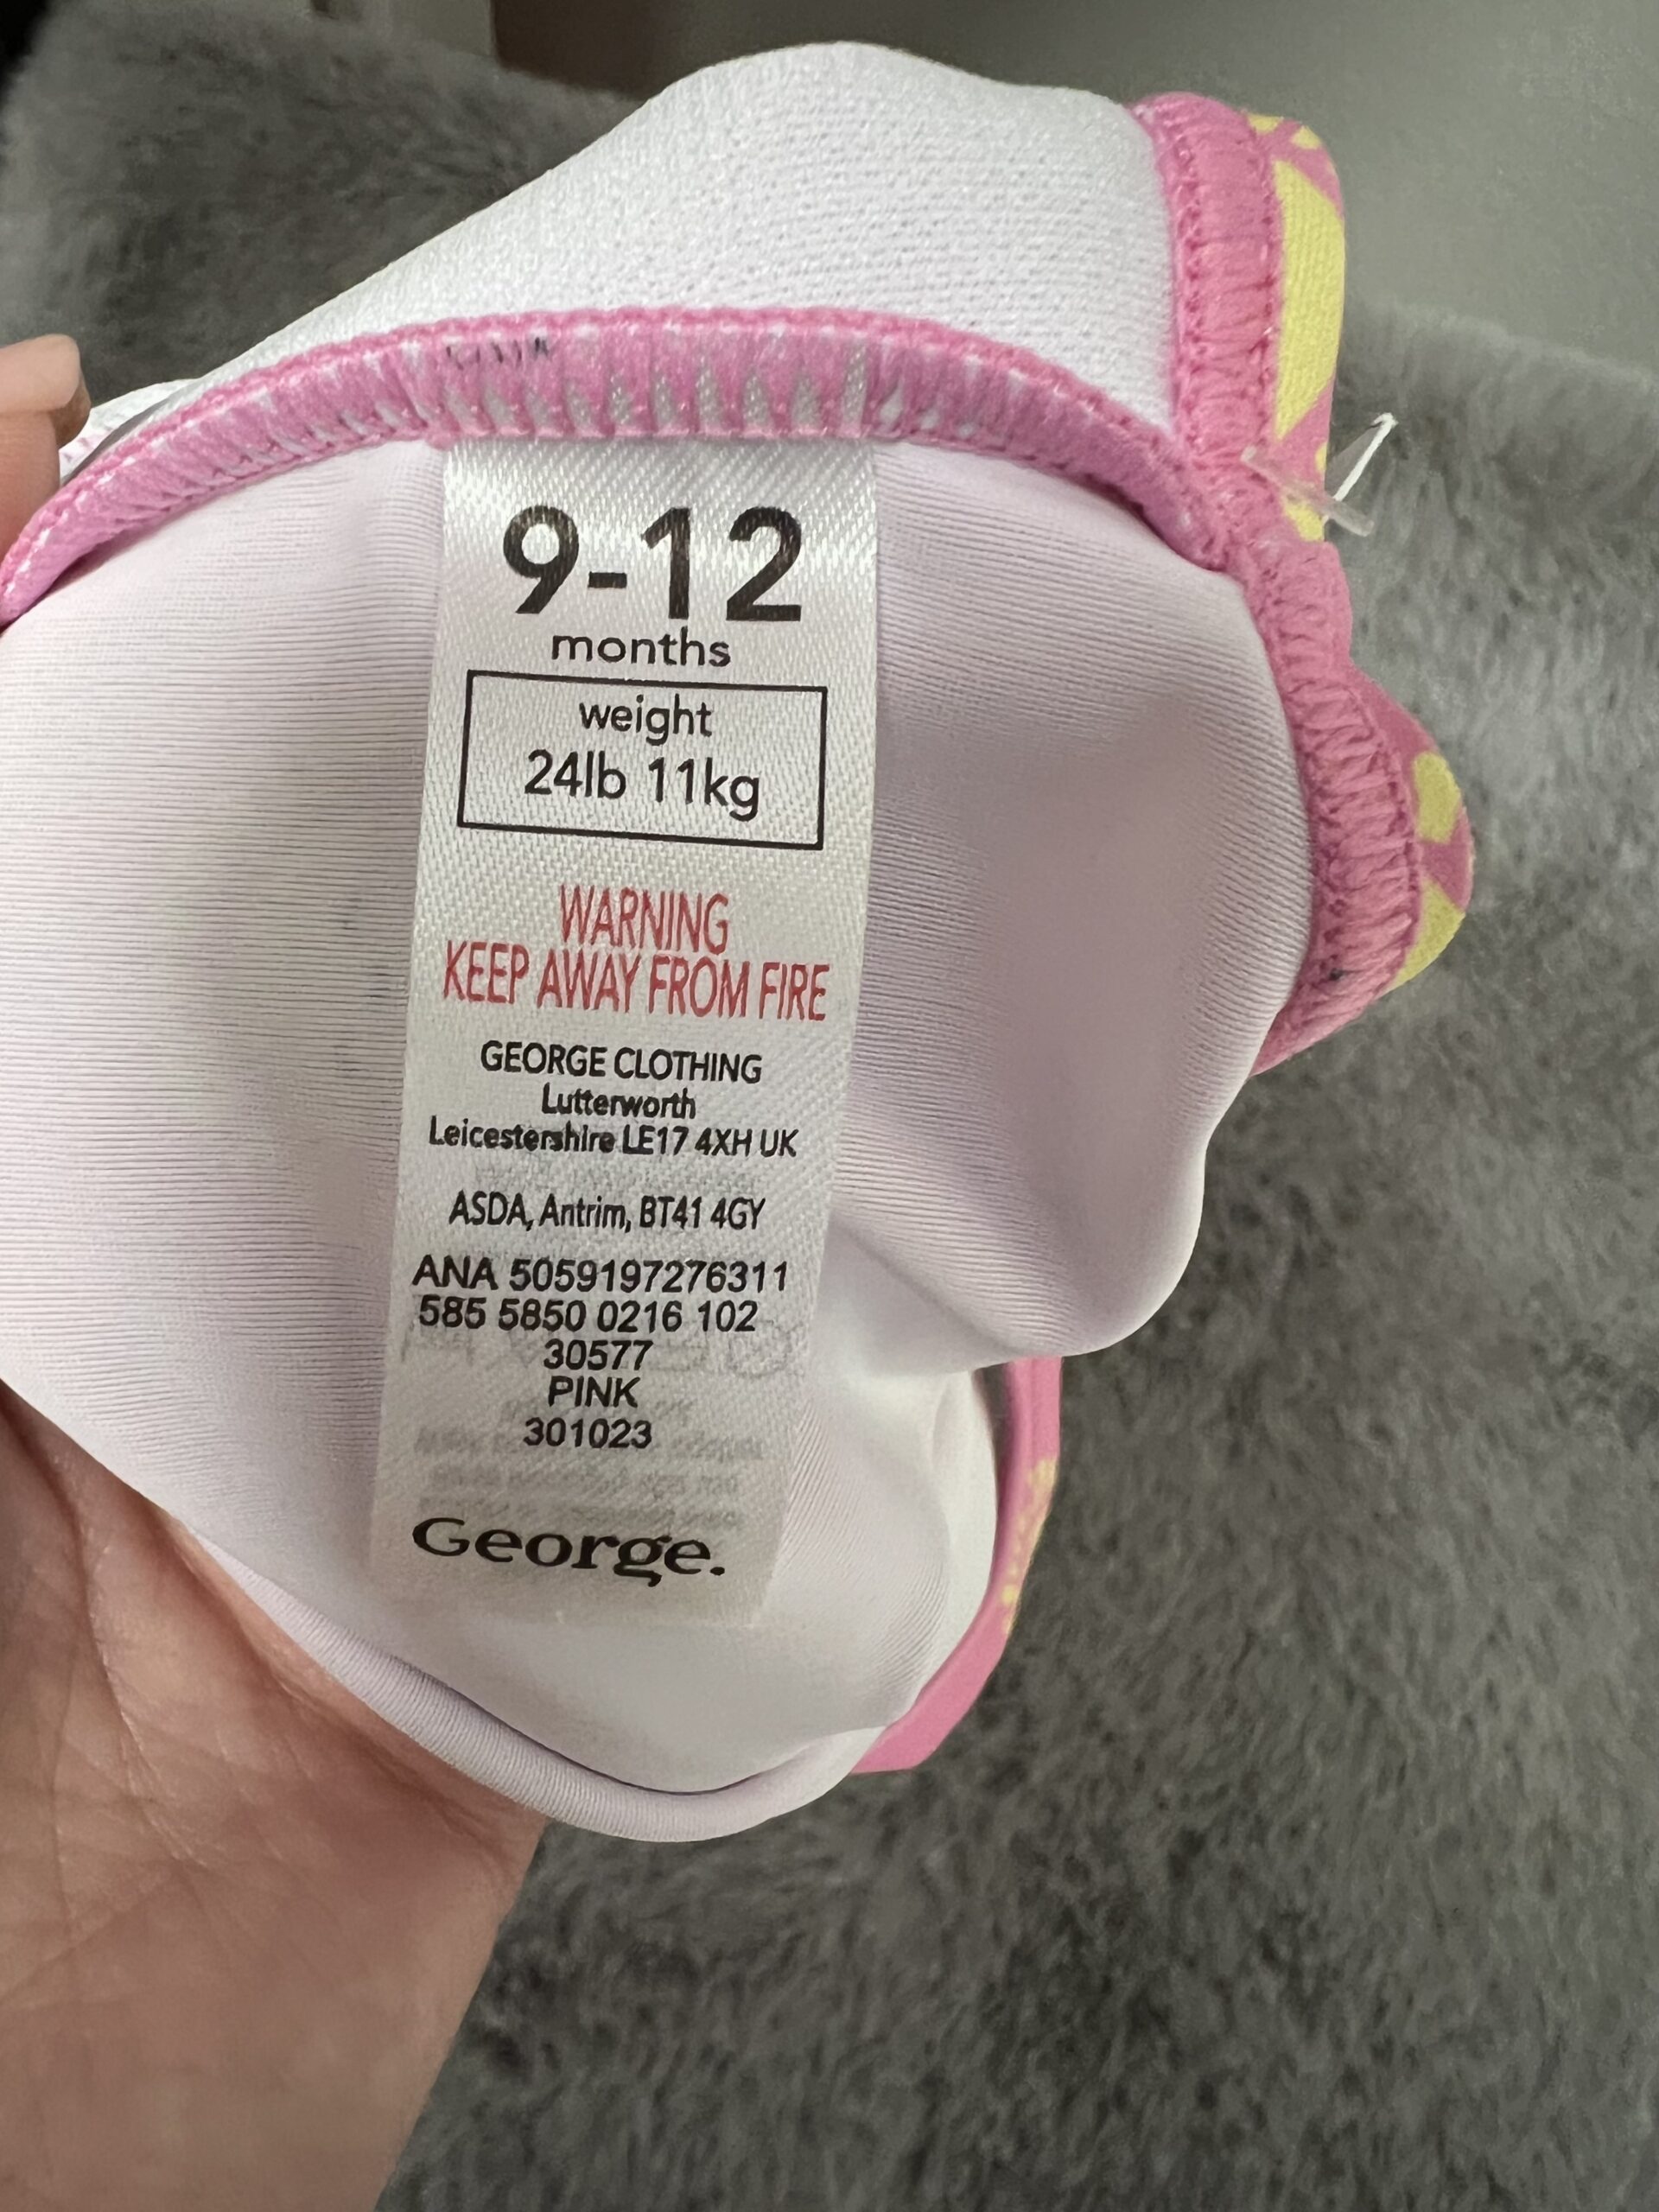 9-12
months
weight
24lb 11kg
WARNING
KEEP AWAY FROM FIRE
GEORGE CLOTHING
Lutterworth
Leicestershire LE17 4XH UK
ASDA, Antrim, BT41 4GY
ANA 5059197276311
585 5850 0216 102
30577
PINK
301023
George.